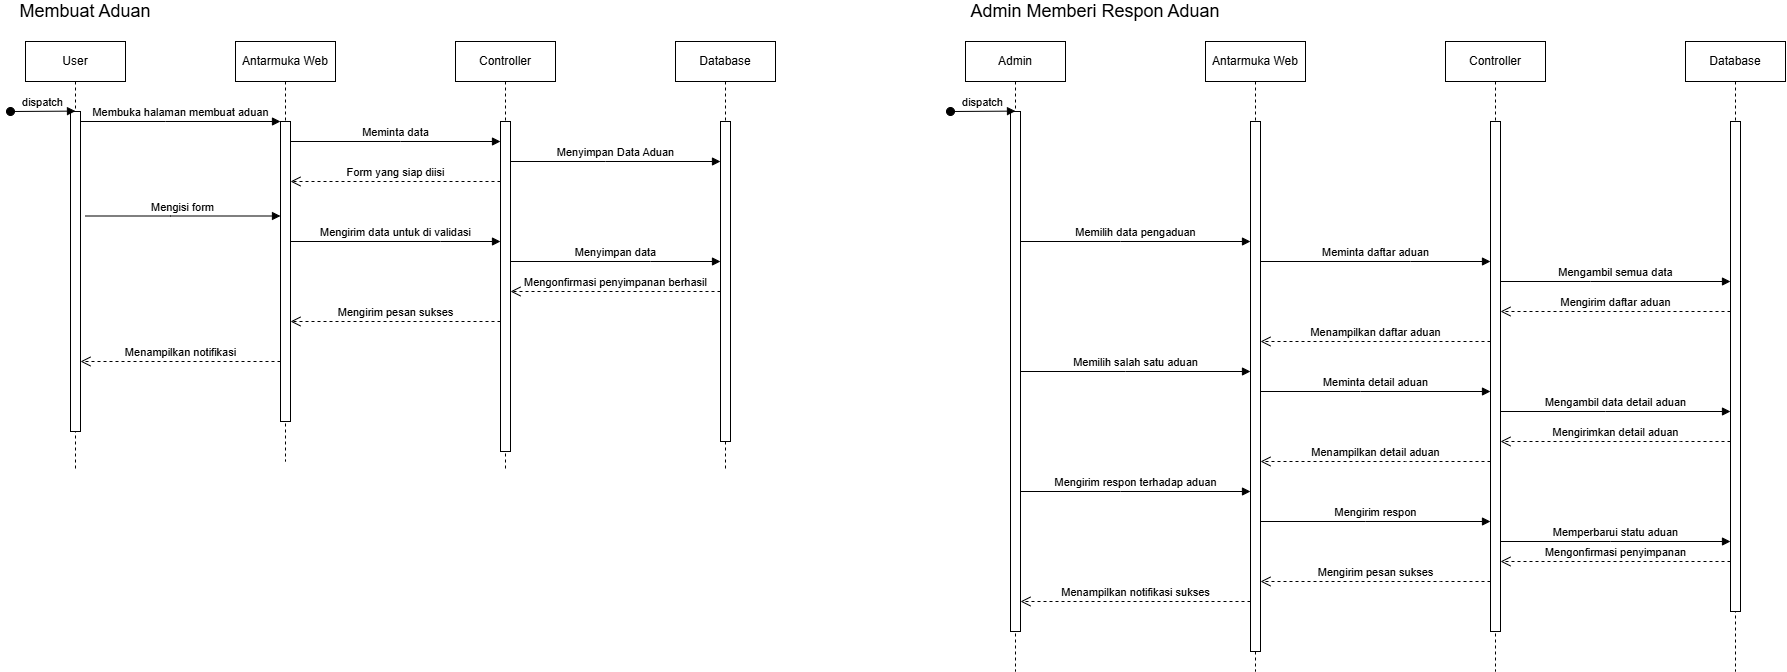 Membuat Aduan
User
Antarmuka Web
Controller
Database
dispatch
Membuka halaman membuat aduan
Meminta data
Menyimpan Data Aduan
Form yang siap diisi
Mengisi form
Mengirim data untuk di validasi
Menyimpan data
Mengonfirmasi penyimpanan berhasil
Mengirim pesan sukses
Menampilkan notifikasi
Admin Memberi Respon Aduan
Admin
Antarmuka Web
Controller
Database
dispatch
Memilih data pengaduan
Meminta daftar aduan
Mengambil semua data
Mengirim daftar aduan
Menampilkan daftar aduan
Memilih salah satu aduan
Meminta detail aduan
Mengambil data detail aduan
Mengirimkan detail aduan
Menampilkan detail aduan
Mengirim respon terhadap aduan
Mengirim respon
Memperbarui statu aduan
Mengonfirmasi penyimpanan
Mengirim pesan sukses
Menampilkan notifikasi sukses